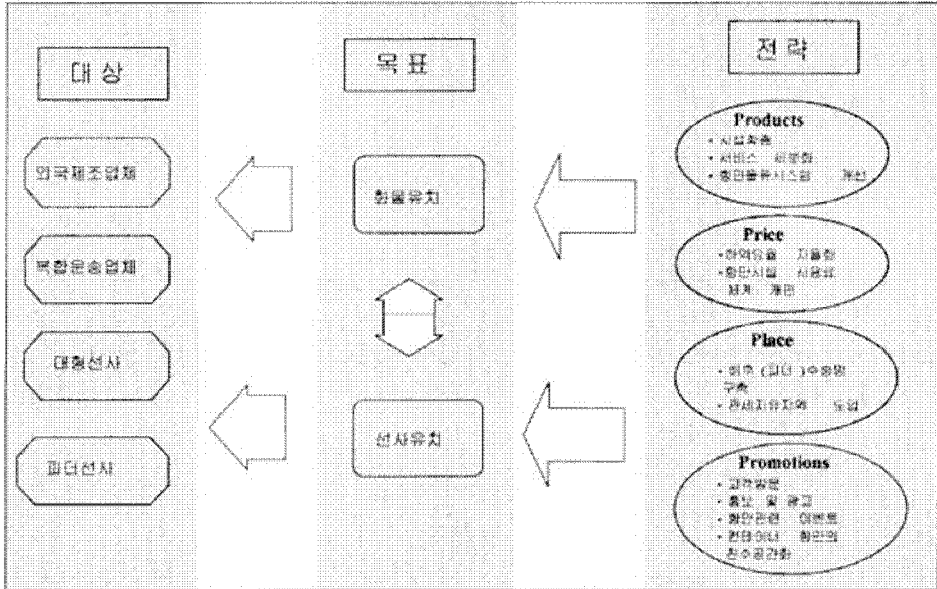 대 상
외국제조업체
복합운송업체
대형선사
피더선사
목 표
화물유치
선사유치
전 략
Products
• 시설확충
• 서비스 차별화
• 항만물류시스템 개선
Price
• 하역요율 자율화
• 항만시설 사용료
체계 개편
Place
(피더)수송망
구축
• 관세자유지역 도입
Promotions
• 고객방문
• 홍보 및 광고
• 항만관련 이벤트
• 컨테이너 항만의
친수공간화